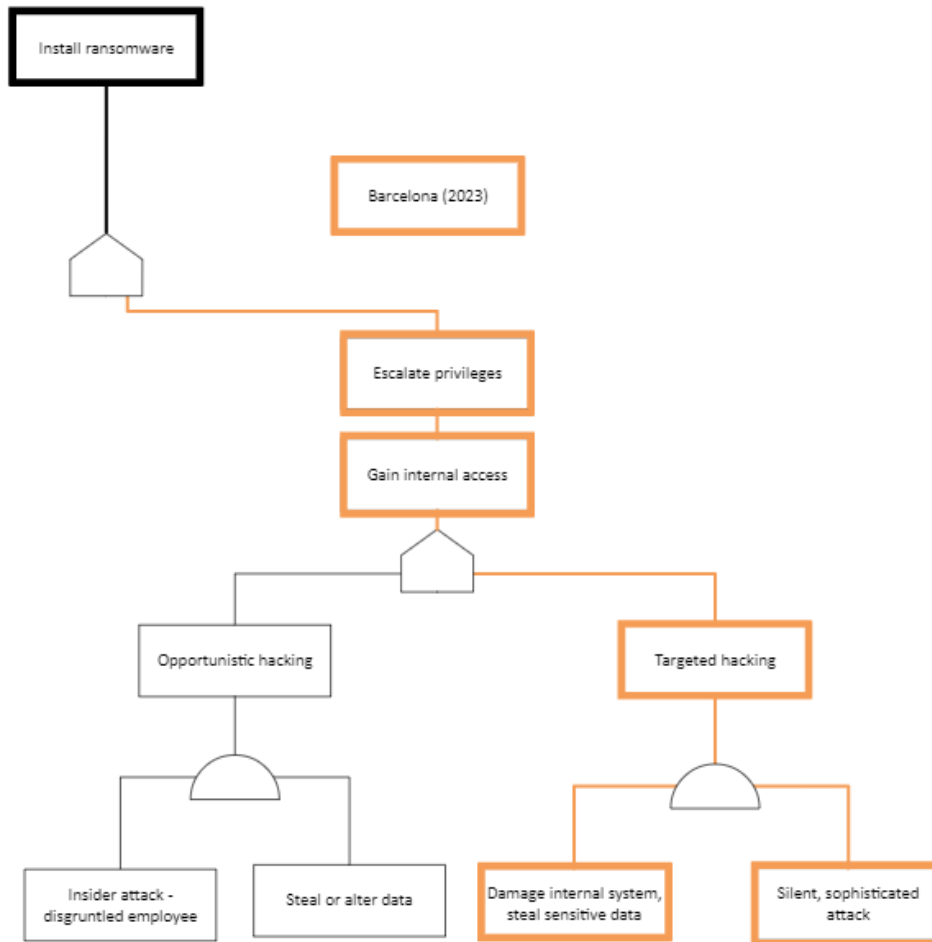 Install ransomware
Barcelona (2023)
Escalate privileges
Gain internal access
Opportunistic hacking
Targeted hacking
Insider attack -
disgruntled employee
Steal or alter data
Damage internal system,
steal sensitive data
Silent, sophisticated
attack